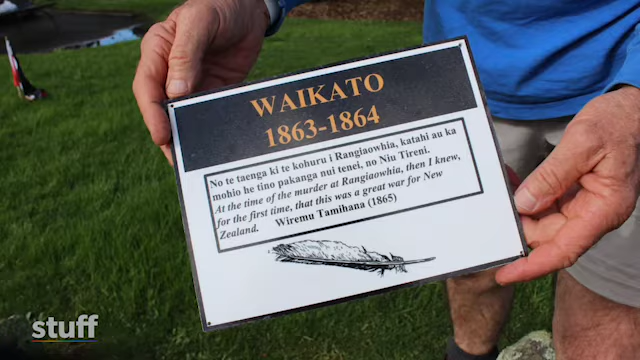 WAIKATO
1863-1864
No te taenga ki te kohuru i Rangiaowhia, katahi au ka
mohio he tino pakanga nui tenei, no Niu Tireni.
At the time of the murder at Rangiaowhia, then I knew,
for the first time, that this was a great war for New
Zealand. Wiremu Tamihana (1865)
stuff